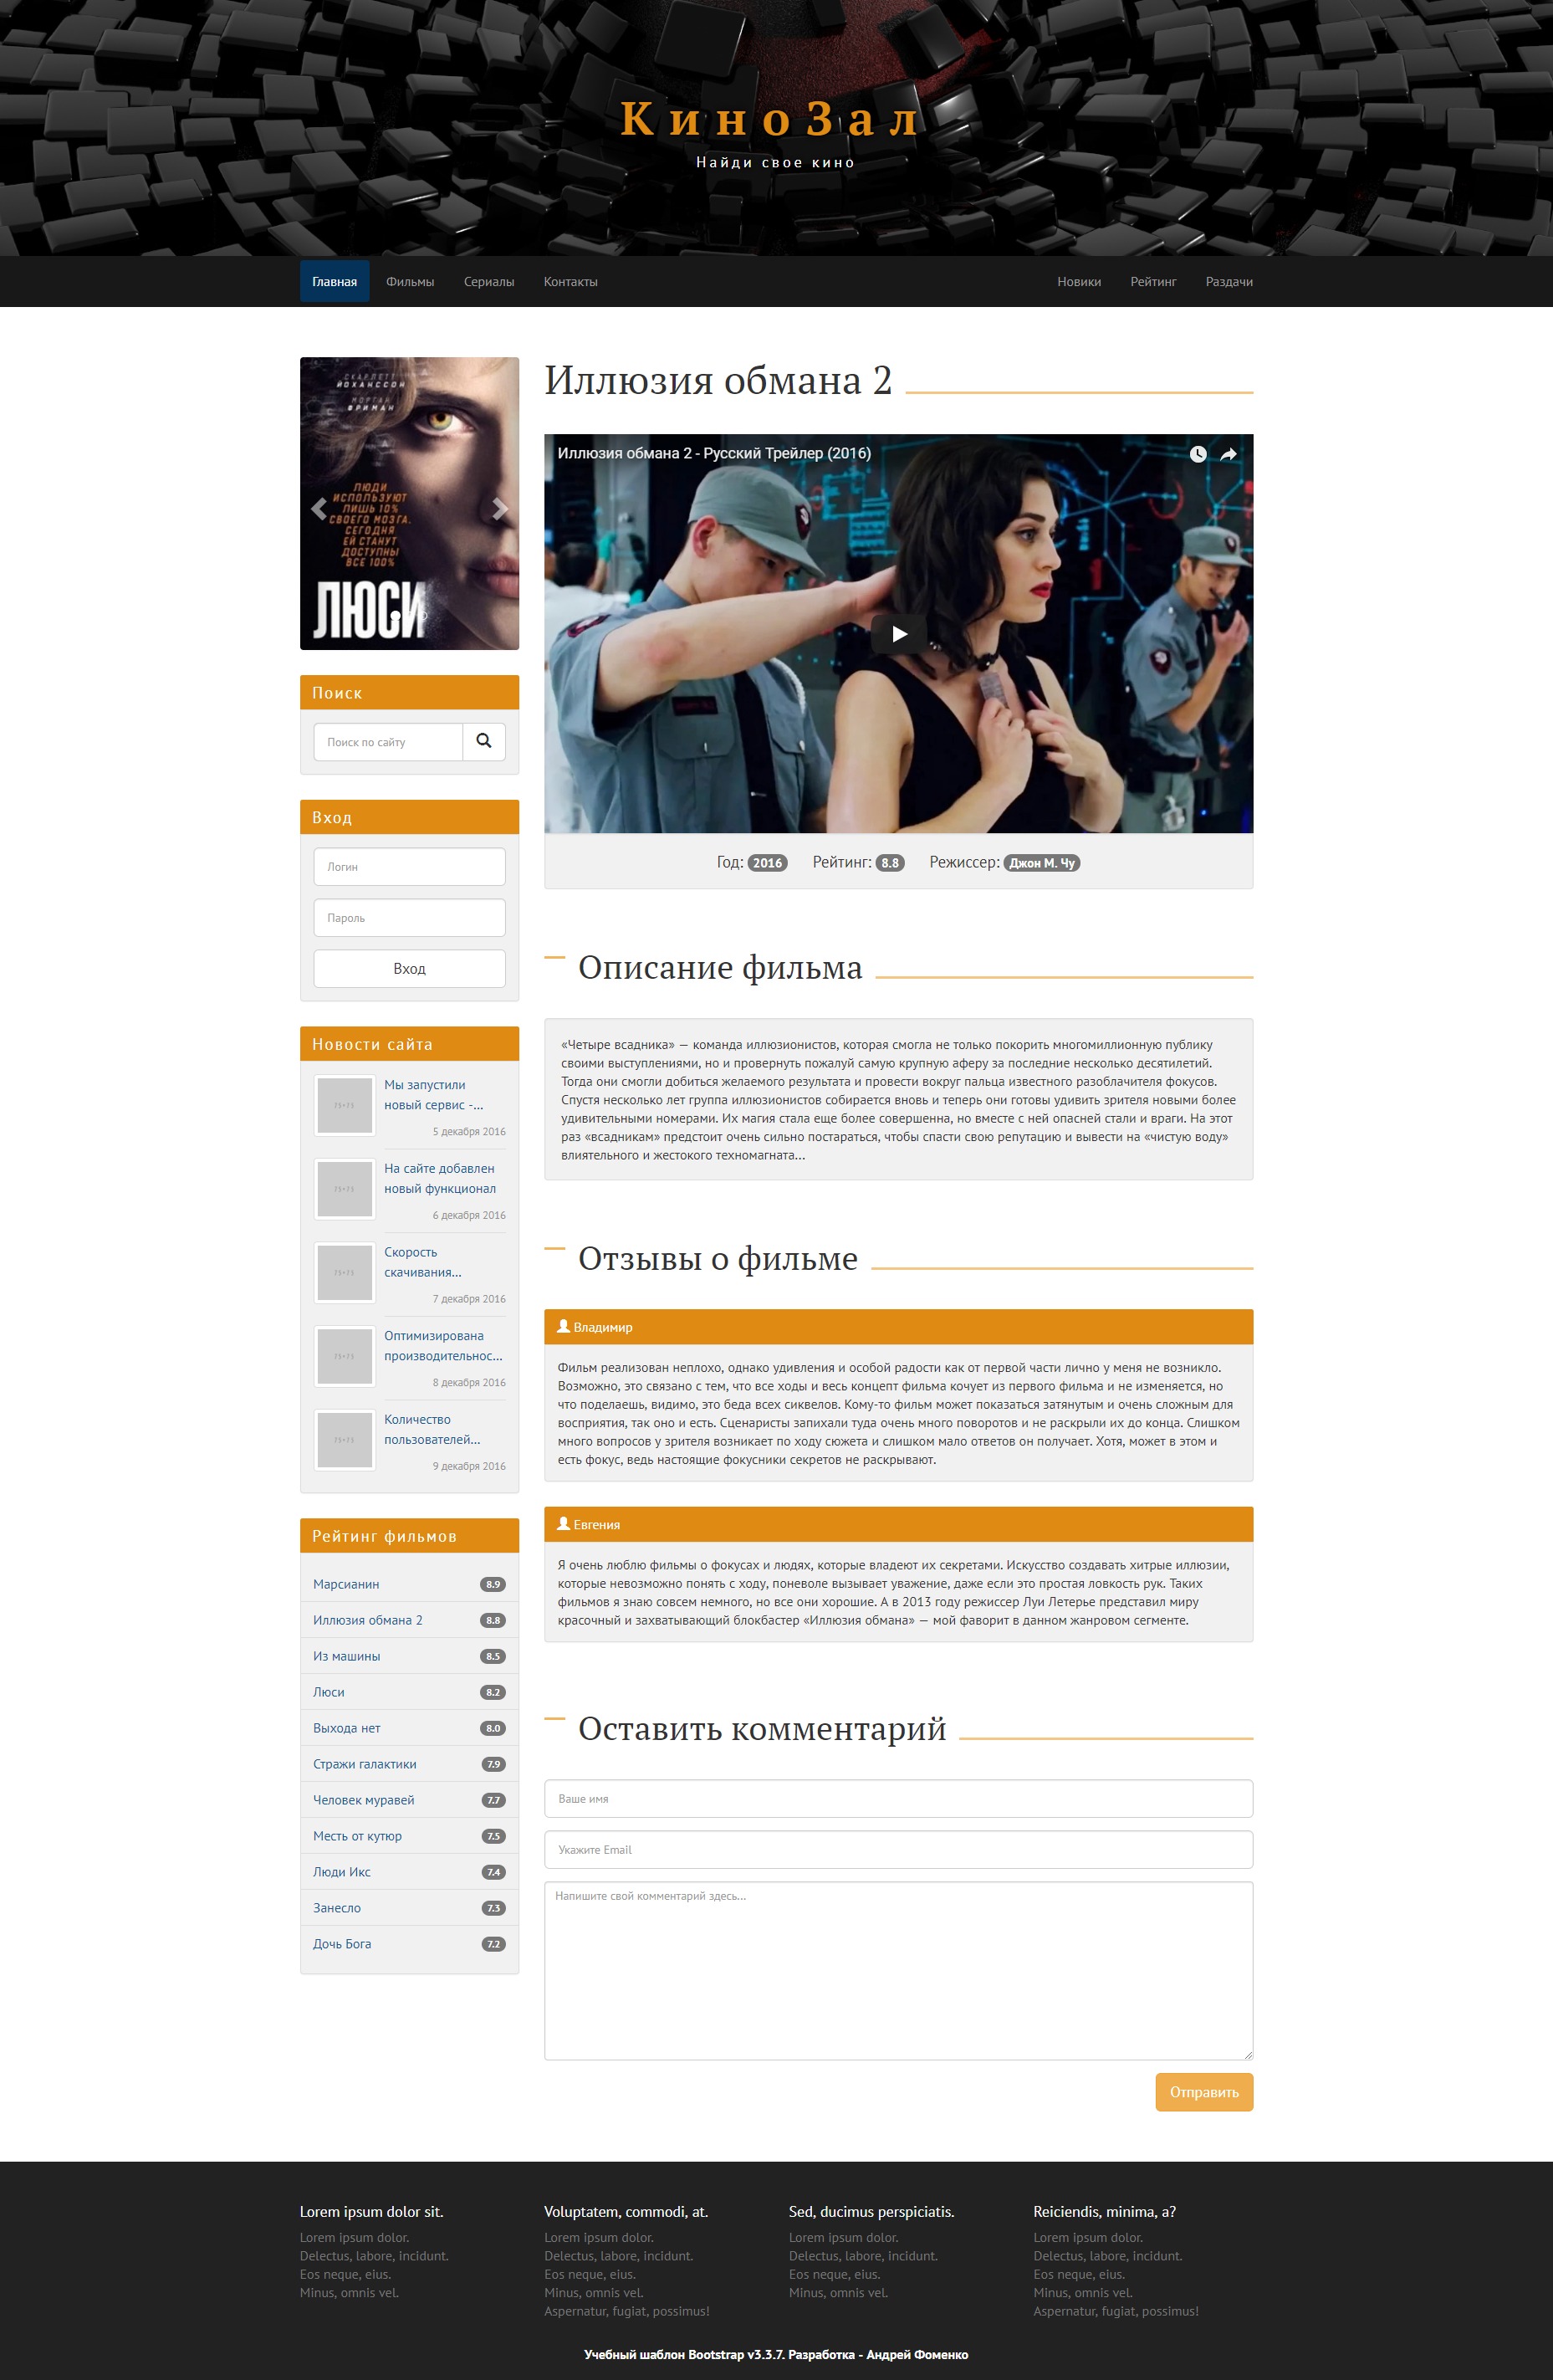 КиноЗал
Найди свое кино
Главная
Фильмы
Сериалы
Контакты
Новики
Рейтинг
Раздачи
СКАРЛЕТТ
ЙОХАНССОН
МОРГАН
ФРИМАН
ЛЮДИ
ИСПОЛЬЗУЮТ
ЛИШЬ 10%
СВОЕГО МОЗГА.
СЕГОДНЯ
ЕЙ СТАНУТ
ДОСТУПНЫ
ВСЕ 100%
ЛЮСИ
Поиск
Поиск по сайту
Вход
Логин
Пароль
Вход
Новости сайта
75×75
Мы запустили
новый сервис -...
5 декабря 2016
75×75
На сайте добавлен
новый функционал
6 декабря 2016
75×75
Скорость
скачивания...
7 декабря 2016
75×75
Оптимизирована
производительнос...
8 декабря 2016
75×75
Количество
пользователей...
9 декабря 2016
Рейтинг фильмов
Марсианин 8.9
Иллюзия обмана 2 8.8
Из машины 8.5
Люси 8.2
Выхода нет 8.0
Стражи галактики 7.9
Человек муравей 7.7
Месть от кутюр 7.5
Люди Икс 7.4
Занесло 7.3
Дочь Бога 7.2
Иллюзия обмана 2
Иллюзия обмана 2 - Русский Трейлер (2016)
Год: 2016 Рейтинг: 8.8 Режиссер: Джон М. Чу
Описание фильма
«Четыре всадника» — команда иллюзионистов, которая смогла не только покорить многомиллионную публику
своими выступлениями, но и провернуть пожалуй самую крупную аферу за последние несколько десятилетий.
Тогда они смогли добиться желаемого результата и провести вокруг пальца известного разоблачителя фокусов.
Спустя несколько лет группа иллюзионистов собирается вновь и теперь они готовы удивить зрителя новыми более
удивительными номерами. Их магия стала еще более совершенна, но вместе с ней опасней стали и враги. На этот
раз «всадникам» предстоит очень сильно постараться, чтобы спасти свою репутацию и вывести на «чистую воду»
влиятельного и жестокого техномагната...
Отзывы о фильме
Владимир
Фильм реализован неплохо, однако удивления и особой радости как от первой части лично у меня не возникло.
Возможно, это связано с тем, что все ходы и весь концепт фильма кочует из первого фильма и не изменяется, но
что поделаешь, видимо, это беда всех сиквелов. Кому-то фильм может показаться затянутым и очень сложным для
восприятия, так оно и есть. Сценаристы запихали туда очень много поворотов и не раскрыли их до конца. Слишком
много вопросов у зрителя возникает по ходу сюжета и слишком мало ответов он получает. Хотя, может в этом и
есть фокус, ведь настоящие фокусники секретов не раскрывают.
Евгения
Я очень люблю фильмы о фокусах и людях, которые владеют их секретами. Искусство создавать хитрые иллюзии,
которые невозможно понять с ходу, поневоле вызывает уважение, даже если это простая ловкость рук. Таких
фильмов я знаю совсем немного, но все они хорошие. А в 2013 году режиссер Луи Летерье представил миру
красочный и захватывающий блокбастер «Иллюзия обмана» — мой фаворит в данном жанровом сегменте.
Оставить комментарий
Ваше имя
Укажите Email
Напишите свой комментарий здесь...
Отправить
Lorem ipsum dolor sit.
Lorem ipsum dolor.
Delectus, labore, incidunt.
Eos neque, eius.
Minus, omnis vel.
Voluptatem, commodi, at.
Lorem ipsum dolor.
Delectus, labore, incidunt.
Eos neque, eius.
Minus, omnis vel.
Aspernatur, fugiat, possimus!
Sed, ducimus perspiciatis.
Lorem ipsum dolor.
Delectus, labore, incidunt.
Eos neque, eius.
Minus, omnis vel.
Reiciendis, minima, a?
Lorem ipsum dolor.
Delectus, labore, incidunt.
Eos neque, eius.
Minus, omnis vel.
Aspernatur, fugiat, possimus!
Учебный шаблон Bootstrap v3.3.7. Разработка - Андрей Фоменко